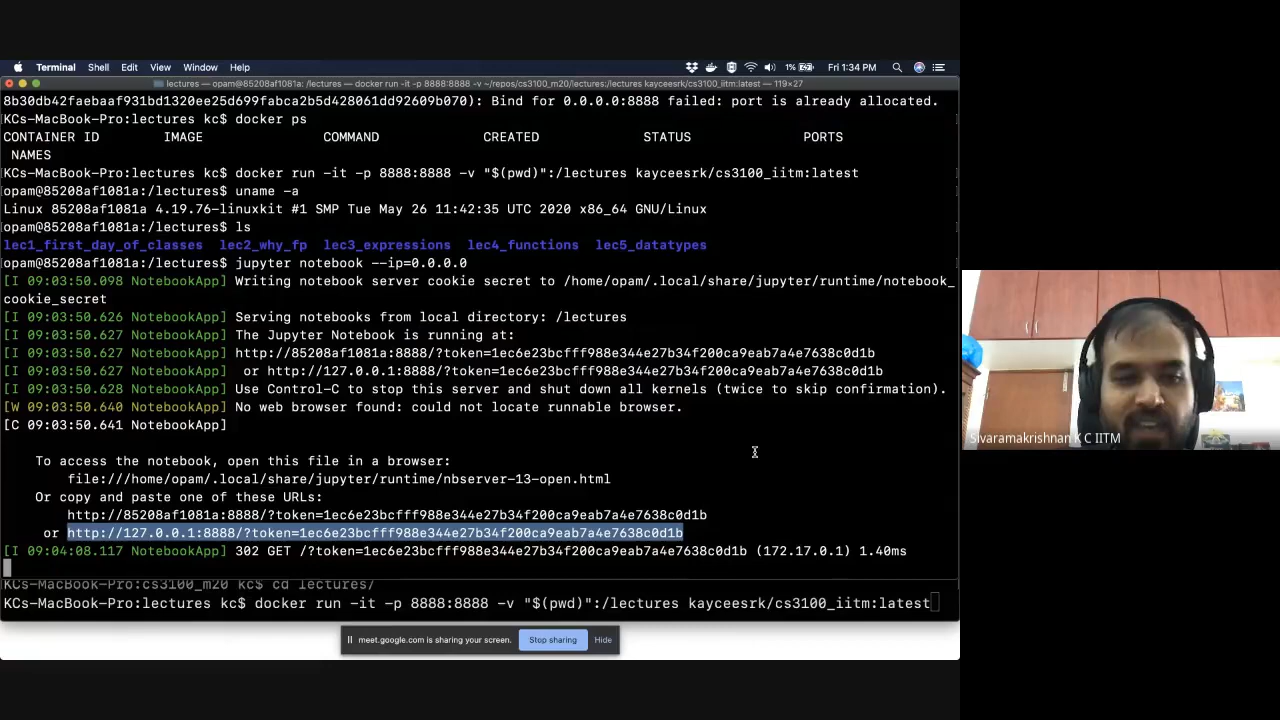 Terminal Shell Edit View Window Help 1% Fri 1:34 PM
lectures — opam@85208af1081a: /lectures — docker run -it -p 8888:8888 -v ~/repos/cs3100_m20/lectures:/lectures kayceesrk/cs3100_iitm:latest — 119×27
8b30db42faebaaf931bd1320ee25d699fabca2b5d428061dd92609b070): Bind for 0.0.0.0:8888 failed: port is already allocated.
KCs-MacBook-Pro:lectures kc$ docker ps
CONTAINER ID IMAGE COMMAND CREATED STATUS PORTS
NAMES
KCs-MacBook-Pro:lectures kc$ docker run -it -p 8888:8888 -v "$(pwd)":/lectures kayceesrk/cs3100_iitm:latest
opam@85208af1081a:/lectures$ uname -a
Linux 85208af1081a 4.19.76-linuxkit #1 SMP Tue May 26 11:42:35 UTC 2020 x86_64 GNU/Linux
opam@85208af1081a:/lectures$ ls
lec1_first_day_of_classes lec2_why_fp lec3_expressions lec4_functions lec5_datatypes
opam@85208af1081a:/lectures$ jupyter notebook --ip=0.0.0.0
[I 09:03:50.098 NotebookApp] Writing notebook server cookie secret to /home/opam/.local/share/jupyter/runtime/notebook_
cookie_secret
[I 09:03:50.626 NotebookApp] Serving notebooks from local directory: /lectures
[I 09:03:50.627 NotebookApp] The Jupyter Notebook is running at:
[I 09:03:50.627 NotebookApp] http://85208af1081a:8888/?token=1ec6e23bcfff988e344e27b34f200ca9eab7a4e7638c0d1b
[I 09:03:50.627 NotebookApp] or http://127.0.0.1:8888/?token=1ec6e23bcfff988e344e27b34f200ca9eab7a4e7638c0d1b
[I 09:03:50.628 NotebookApp] Use Control-C to stop this server and shut down all kernels (twice to skip confirmation).
[W 09:03:50.640 NotebookApp] No web browser found: could not locate runnable browser.
[C 09:03:50.641 NotebookApp]
To access the notebook, open this file in a browser:
file:///home/opam/.local/share/jupyter/runtime/nbserver-13-open.html
Or copy and paste one of these URLs:
http://85208af1081a:8888/?token=1ec6e23bcfff988e344e27b34f200ca9eab7a4e7638c0d1b
or http://127.0.0.1:8888/?token=1ec6e23bcfff988e344e27b34f200ca9eab7a4e7638c0d1b
[I 09:04:08.117 NotebookApp] 302 GET /?token=1ec6e23bcfff988e344e27b34f200ca9eab7a4e7638c0d1b (172.17.0.1) 1.40ms
KCs-MacBook-Pro:cs3100_m20 kc$ cd lectures/
KCs-MacBook-Pro:lectures kc$ docker run -it -p 8888:8888 -v "$(pwd)":/lectures kayceesrk/cs3100_iitm:latest
meet.google.com is sharing your screen. Stop sharing Hide
Sivaramakrishnan K C IITM